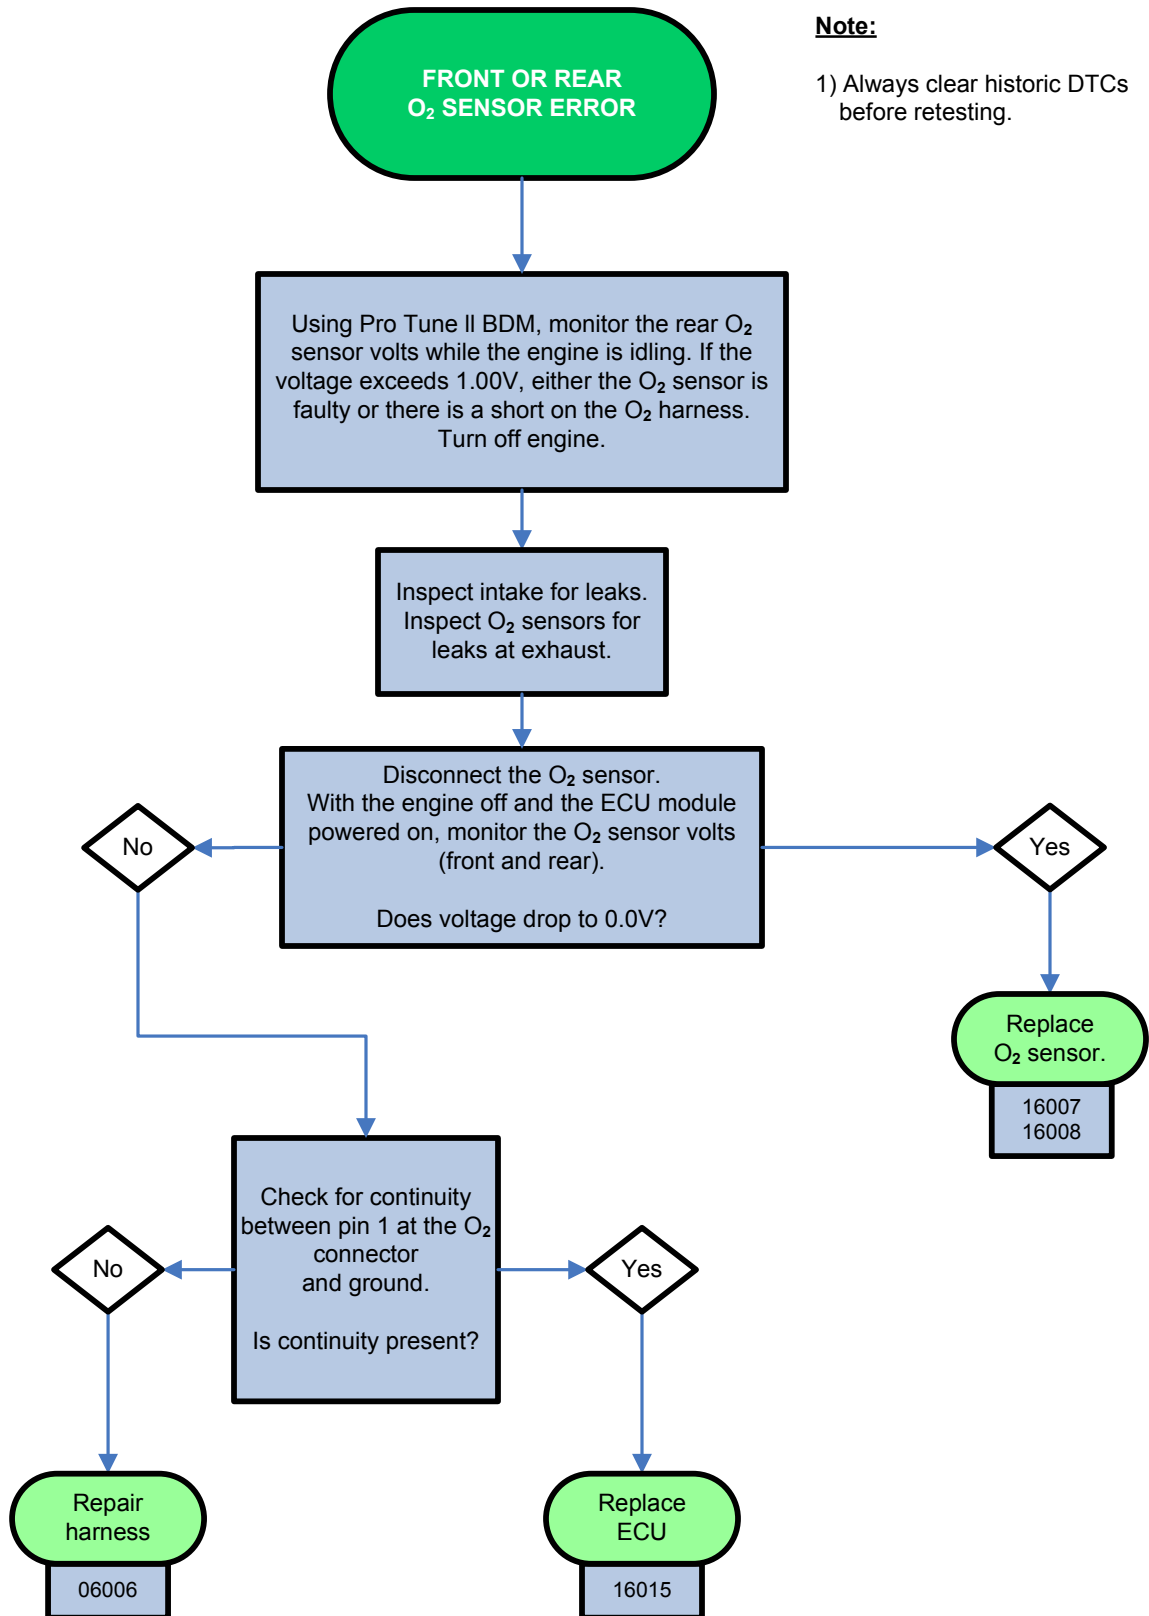 Note:
1) Always clear historic DTCs
before retesting.
FRONT OR REAR
O₂ SENSOR ERROR
Using Pro Tune II BDM, monitor the rear O₂
sensor volts while the engine is idling. If the
voltage exceeds 1.00V, either the O₂ sensor is
faulty or there is a short on the O₂ harness.
Turn off engine.
Inspect intake for leaks.
Inspect O₂ sensors for
leaks at exhaust.
Disconnect the O₂ sensor.
With the engine off and the ECU module
powered on, monitor the O₂ sensor volts
(front and rear).
Does voltage drop to 0.0V?
No
Yes
Replace
O₂ sensor.
16007
16008
Check for continuity
between pin 1 at the O₂
connector
and ground.
Is continuity present?
No
Yes
Repair
harness
06006
Replace
ECU
16015